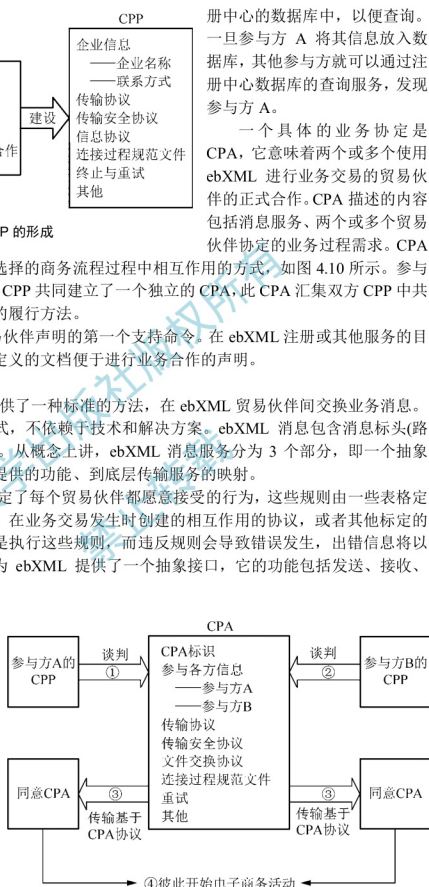 CPP
企业信息
——企业名称
——联系方式
传输协议
传输安全协议
信息协议
连接过程规范文件
终止与重试
其他
建设
合作
P 的形成
册中心的数据库中，以便查询。
一旦参与方 A 将其信息放入数
据库，其他参与方就可以通过注
册中心数据库的查询服务，发现
参与方 A。
一个具体的业务协定是
CPA，它意味着两个或多个使用
ebXML 进行业务交易的贸易伙
伴的正式合作。CPA 描述的内容
包括消息服务、两个或多个贸易
伙伴协定的业务过程需求。CPA
选择的商务流程过程中相互作用的方式，如图 4.10 所示。参与
CPP 共同建立了一个独立的 CPA，此 CPA 汇集双方 CPP 中共
的履行方法。
易伙伴声明的第一个支持命令。在 ebXML 注册或其他服务的目
定义的文档便于进行业务合作的声明。
供了一种标准的方法，在 ebXML 贸易伙伴间交换业务消息。
式，不依赖于技术和解决方案。ebXML 消息包含消息标头(路
。从概念上讲，ebXML 消息服务分为 3 个部分，即一个抽象
提供的功能、到底层传输服务的映射。
定了每个贸易伙伴都愿意接受的行为，这些规则由一些表格定
。在业务交易发生时创建的相互作用的协议，或者其他标定的
是执行这些规则，而违反规则会导致错误发生，出错信息将以
为 ebXML 提供了一个抽象接口，它的功能包括发送、接收、
CPA
参与方A的
CPP
谈判
①
CPA标识
参与各方信息
——参与方A
——参与方B
传输协议
传输安全协议
文件交换协议
连接过程规范文件
重试
其他
谈判
②
参与方B的
CPP
同意CPA
③
传输基于
CPA协议
③
传输基于
CPA协议
同意CPA
④彼此开始电子商务活动